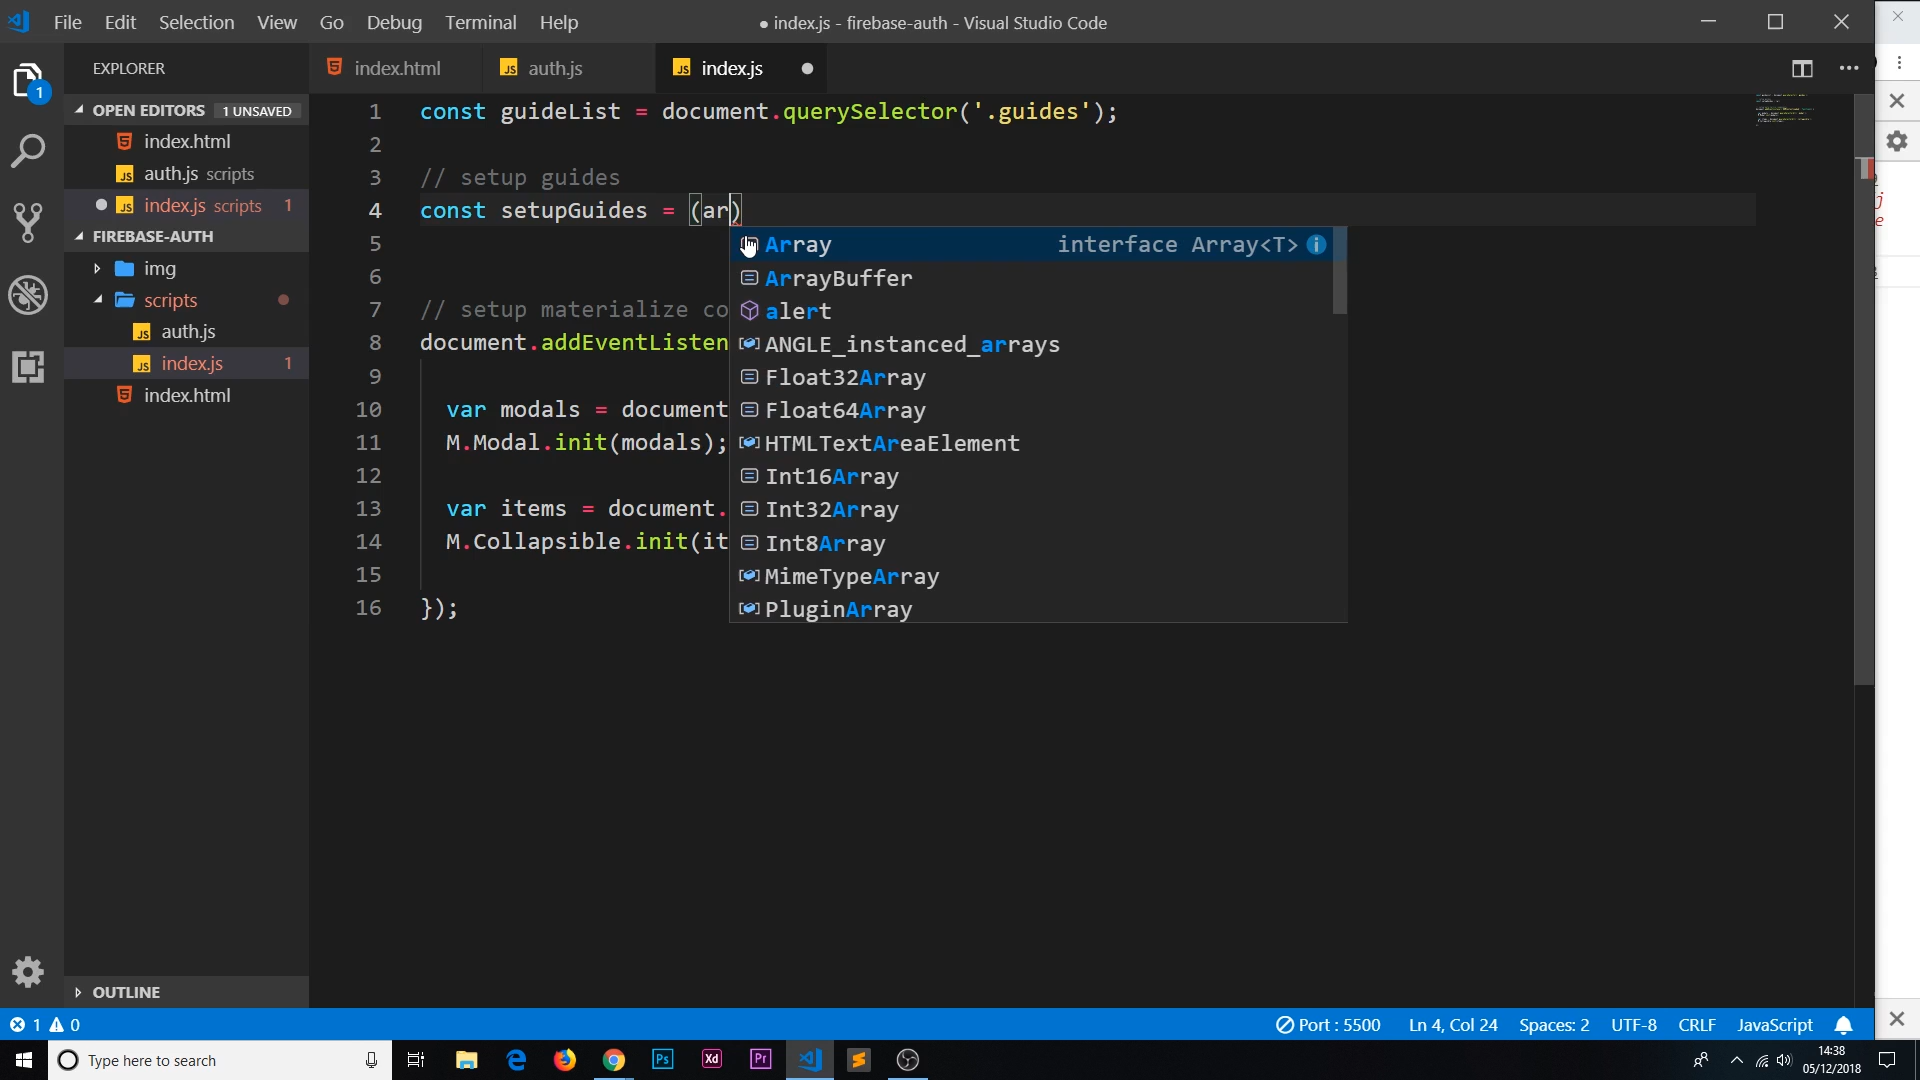 File Edit Selection View Go Debug Terminal Help
● index.js - firebase-auth - Visual Studio Code
EXPLORER
OPEN EDITORS 1 UNSAVED
index.html
auth.js scripts
index.js scripts 1
FIREBASE-AUTH
img
scripts
auth.js
index.js 1
index.html
OUTLINE
index.html auth.js index.js
1 const guideList = document.querySelector('.guides');
2
3 // setup guides
4 const setupGuides = (ar)
5
6
7 // setup materialize co
8 document.addEventListen
9
10 var modals = document
11 M.Modal.init(modals);
12
13 var items = document.
14 M.Collapsible.init(it
15
16 });
Array interface Array<T>
ArrayBuffer
alert
ANGLE_instanced_arrays
Float32Array
Float64Array
HTMLTextAreaElement
Int16Array
Int32Array
Int8Array
MimeTypeArray
PluginArray
1 0 Port : 5500 Ln 4, Col 24 Spaces: 2 UTF-8 CRLF JavaScript
Type here to search
Ps Xd Pr
14:38
05/12/2018